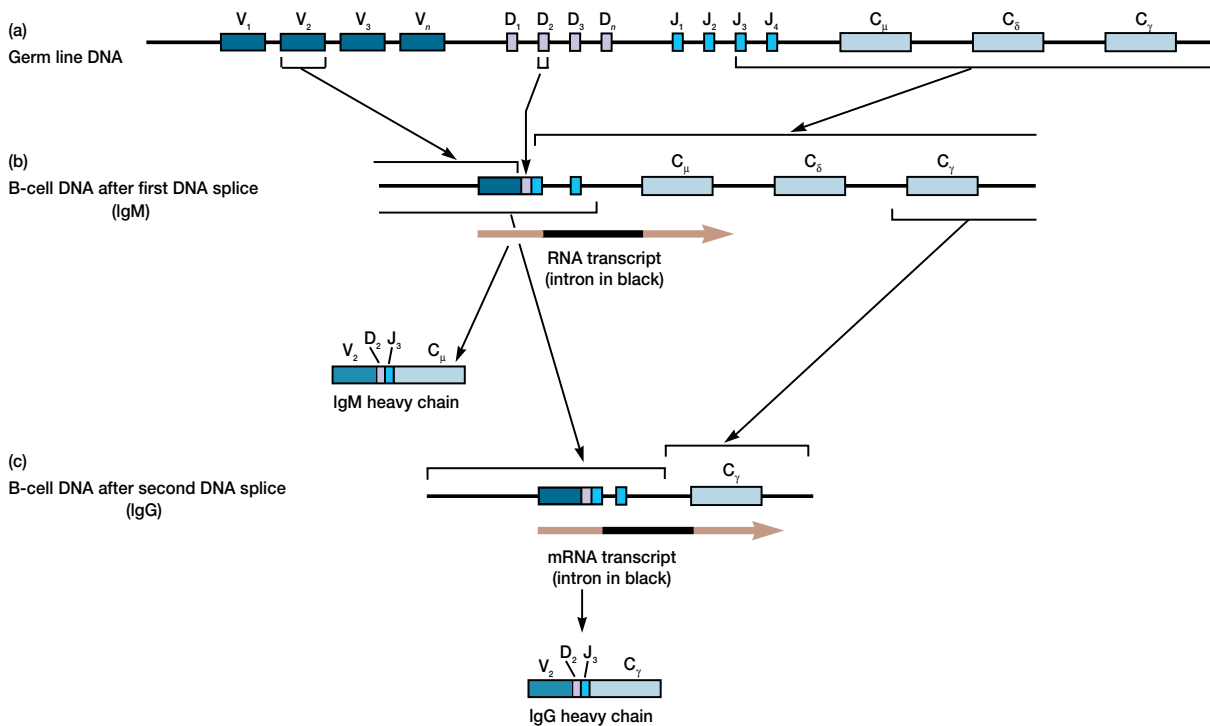 (a)
Germ line DNA
V₁ V₂ V₃ Vₙ D₁ D₂ D₃ Dₙ J₁ J₂ J₃ J₄ Cμ Cδ Cγ
(b)
B-cell DNA after first DNA splice
(IgM)
Cμ Cδ Cγ
RNA transcript
(intron in black)
V₂ D₂ J₃ Cμ
IgM heavy chain
(c)
B-cell DNA after second DNA splice
(IgG)
Cγ
mRNA transcript
(intron in black)
V₂ D₂ J₃ Cγ
IgG heavy chain